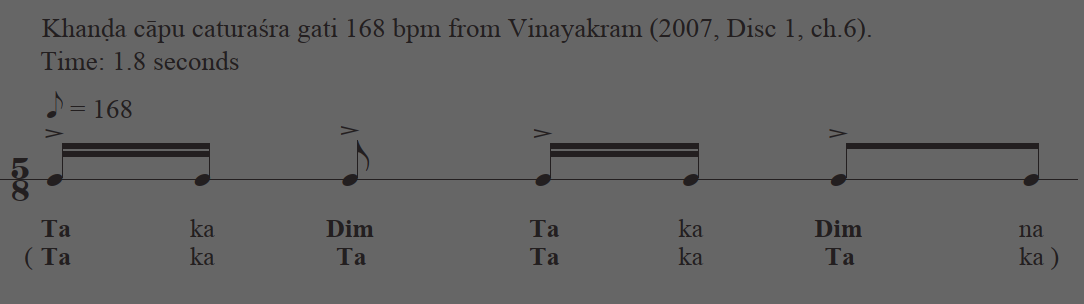 Khaṇḍa cāpu caturaśra gati 168 bpm from Vinayakram (2007, Disc 1, ch.6).
Time: 1.8 seconds
♪ = 168
5
8
Ta ka Dim Ta ka Dim na
( Ta ka Ta Ta ka Ta ka )